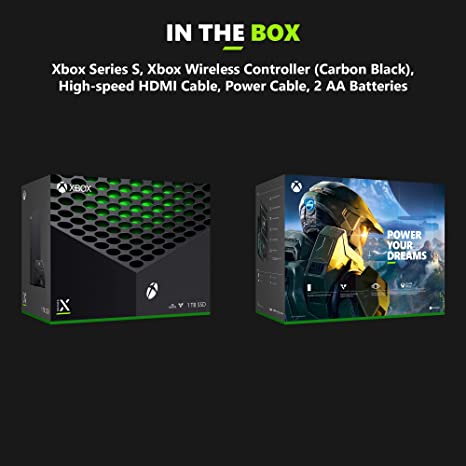 IN THE BOX
Xbox Series S, Xbox Wireless Controller (Carbon Black),
High-speed HDMI Cable, Power Cable, 2 AA Batteries
XBOX
X
1 TB SSD
POWER
YOUR
DREAMS